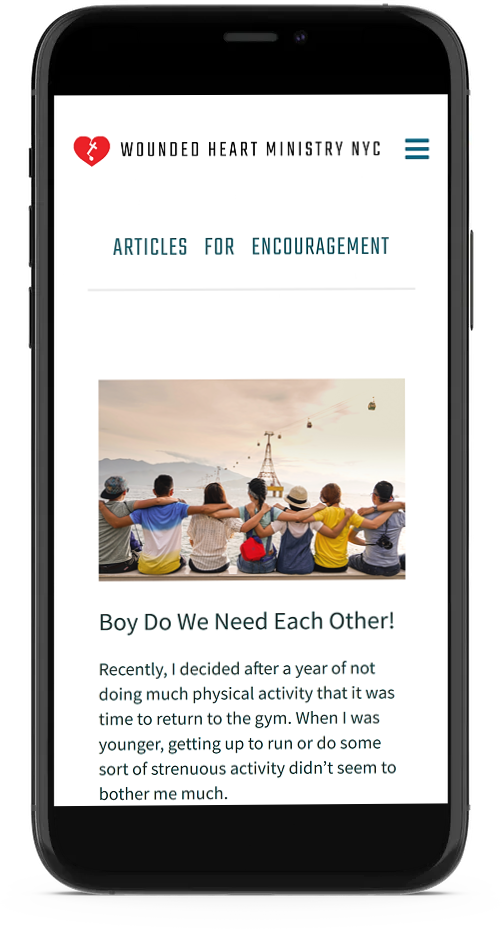 WOUNDED HEART MINISTRY NYC
ARTICLES FOR ENCOURAGEMENT
Boy Do We Need Each Other!
Recently, I decided after a year of not
doing much physical activity that it was
time to return to the gym. When I was
younger, getting up to run or do some
sort of strenuous activity didn’t seem to
bother me much.